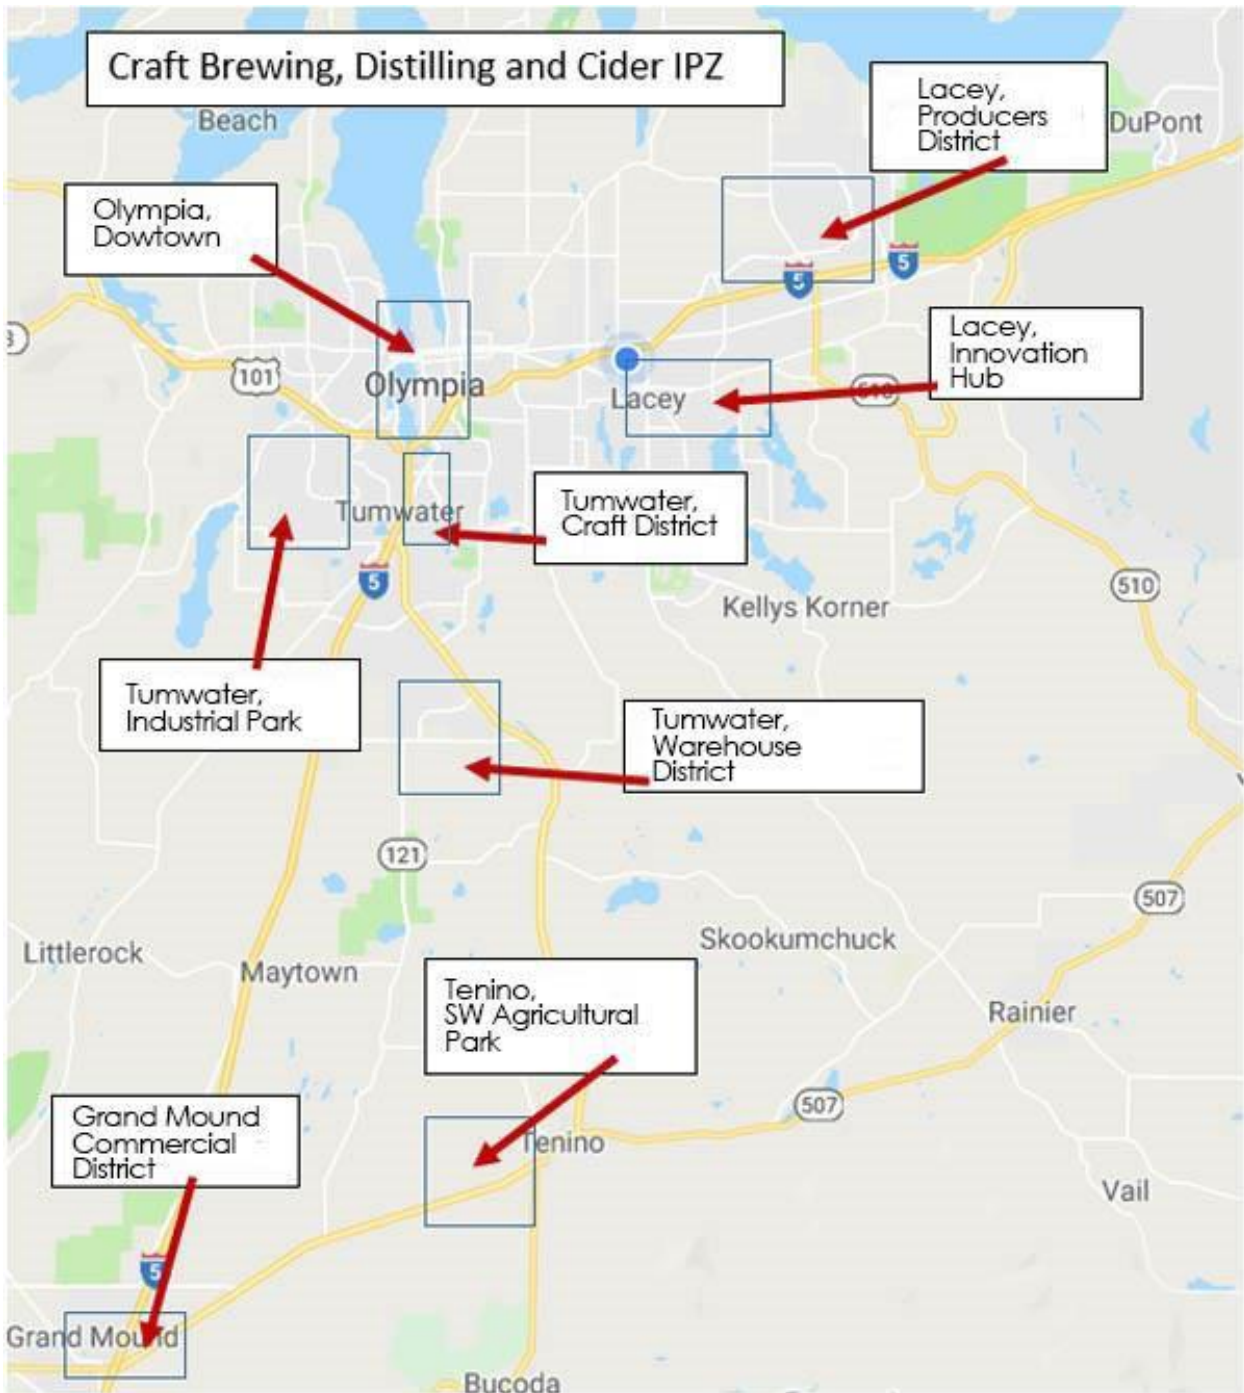 Craft Brewing, Distilling and Cider IPZ
Beach
Lacey,
Producers
District
DuPont
Olympia,
Dowtown
5
5
Lacey,
Innovation
Hub
101
Olympia
Lacey
510
Tumwater,
Craft District
Tumwater
5
510
Kellys Korner
Tumwater,
Industrial Park
Tumwater,
Warehouse
District
121
507
Littlerock
Maytown
Skookumchuck
Tenino,
SW Agricultural
Park
Rainier
507
Grand Mound
Commercial
District
Tenino
Vail
5
Grand Mound
Bucoda